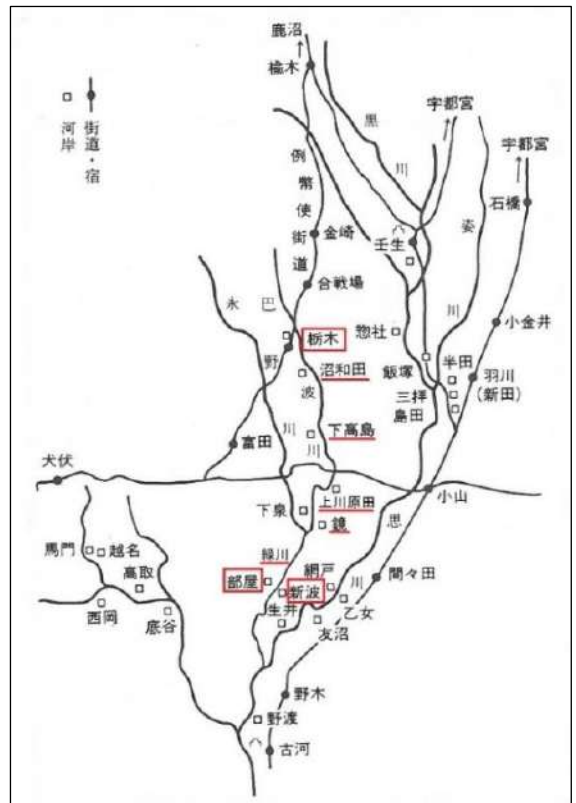 鹿沼
楡木
宇都宮
宇都宮
黒川
例幣使街道
姿川
石橋
金崎
壬生
合戦場
永野川
巴波川
惣社
小金井
栃木
飯塚
半田
羽川
(新田)
沼和田
三拝
島田
下高島
富田
犬伏
上川原田
小山
下泉
鏡
思川
馬門
越名
緑川
間々田
高取
部屋
網戸
新波
乙女
西岡
底谷
生井
友沼
野木
野渡
古河
街道・宿
河岸